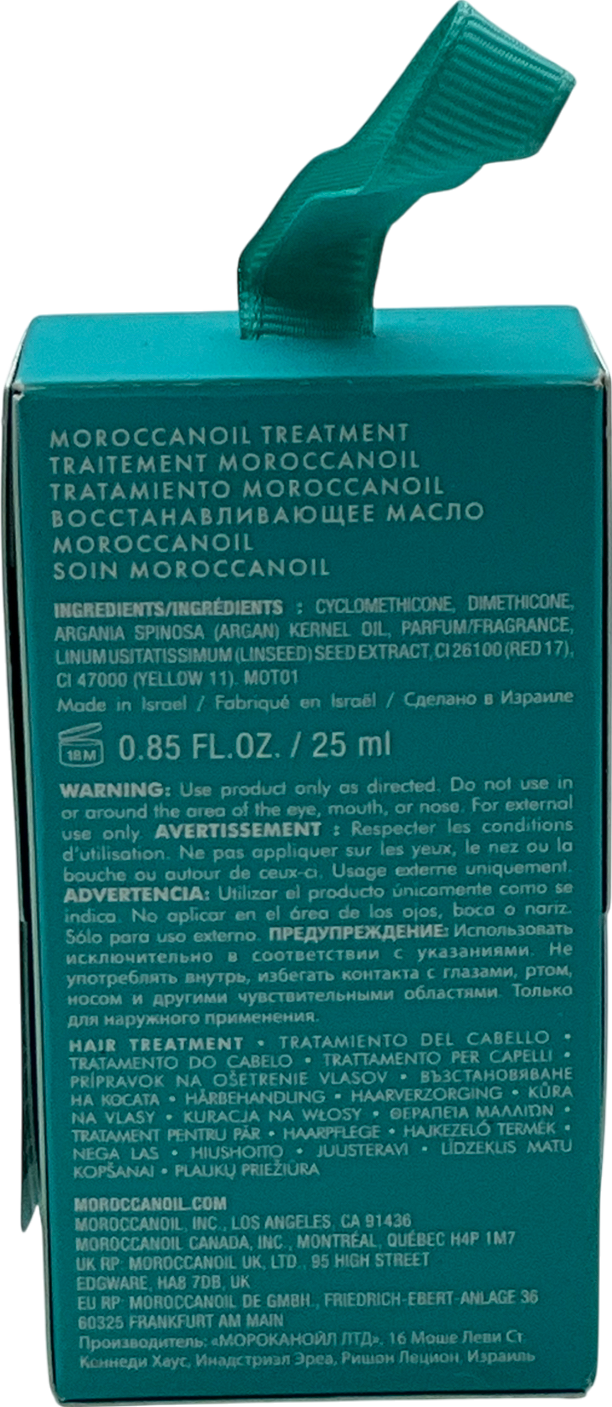 MOROCCANOIL TREATMENT
TRAITEMENT MOROCCANOIL
TRATAMIENTO MOROCCANOIL
ВОССТАНАВЛИВАЮЩЕЕ МАСЛО
MOROCCANOIL
SOIN MOROCCANOIL
INGREDIENTS/INGRÉDIENTS : CYCLOMETHICONE, DIMETHICONE,
ARGANIA SPINOSA (ARGAN) KERNEL OIL, PARFUM/FRAGRANCE,
LINUM USITATISSIMUM (LINSEED) SEED EXTRACT, CI 26100 (RED 17),
CI 47000 (YELLOW 11). MOT01
Made in Israel / Fabriqué en Israël / Сделано в Израиле
18M 0.85 FL.OZ. / 25 ml
WARNING: Use product only as directed. Do not use in
or around the area of the eye, mouth, or nose. For external
use only. AVERTISSEMENT : Respecter les conditions
d'utilisation. Ne pas appliquer sur les yeux, le nez ou la
bouche ou autour de ceux-ci. Usage externe uniquement.
ADVERTENCIA: Utilizar el producto únicamente como se
indica. No aplicar en el área de los ojos, boca o nariz.
Sólo para uso externo. ПРЕДУПРЕЖДЕНИЕ: Использовать
исключительно в соответствии с указаниями. Не
употреблять внутрь, избегать контакта с глазами, ртом,
носом и другими чувствительными областями. Только
для наружного применения.
HAIR TREATMENT • TRATAMIENTO DEL CABELLO •
TRATAMENTO DO CABELO • TRATTAMENTO PER CAPELLI •
PRÍPRAVOK NA OŠETRENIE VLASOV • ВЪЗСТАНОВЯВАНЕ
НА КОСАТА • HÅRBEHANDLING • HAARVERZORGING • KŪRA
NA VLASY • KURACJA NA WŁOSY • ΘΕΡΑΠΕΙΑ ΜΑΛΛΙΩΝ •
TRATAMENT PENTRU PĂR • HAARPFLEGE • HAJKEZELŐ TERMÉK •
NEGA LAS • HIUSHOITO • JUUSTERAVI • LĪDZEKLIS MATU
KOPŠANAI • PLAUKŲ PRIEŽIŪRA
MOROCCANOIL.COM
MOROCCANOIL, INC., LOS ANGELES, CA 91436
MOROCCANOIL CANADA, INC., MONTRÉAL, QUÉBEC H4P 1M7
UK RP: MOROCCANOIL UK, LTD., 95 HIGH STREET
EDGWARE, HA8 7DB, UK
EU RP: MOROCCANOIL DE GMBH., FRIEDRICH-EBERT-ANLAGE 36
60325 FRANKFURT AM MAIN
Производитель: «МОРОКАНОЙЛ ЛТД», 16 Моше Леви Ст.
Кеннеди Хаус, Индастриэл Эреа, Ришон Лецион, Израиль